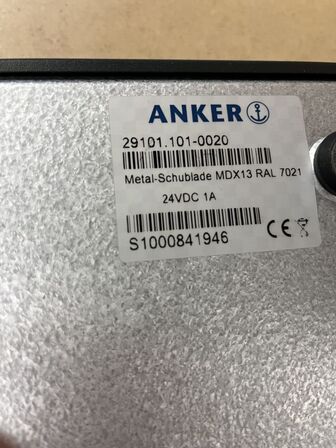 ANKER
29101.101-0020
Metal-Schublade MDX13 RAL 7021
24VDC 1A
S1000841946 CE